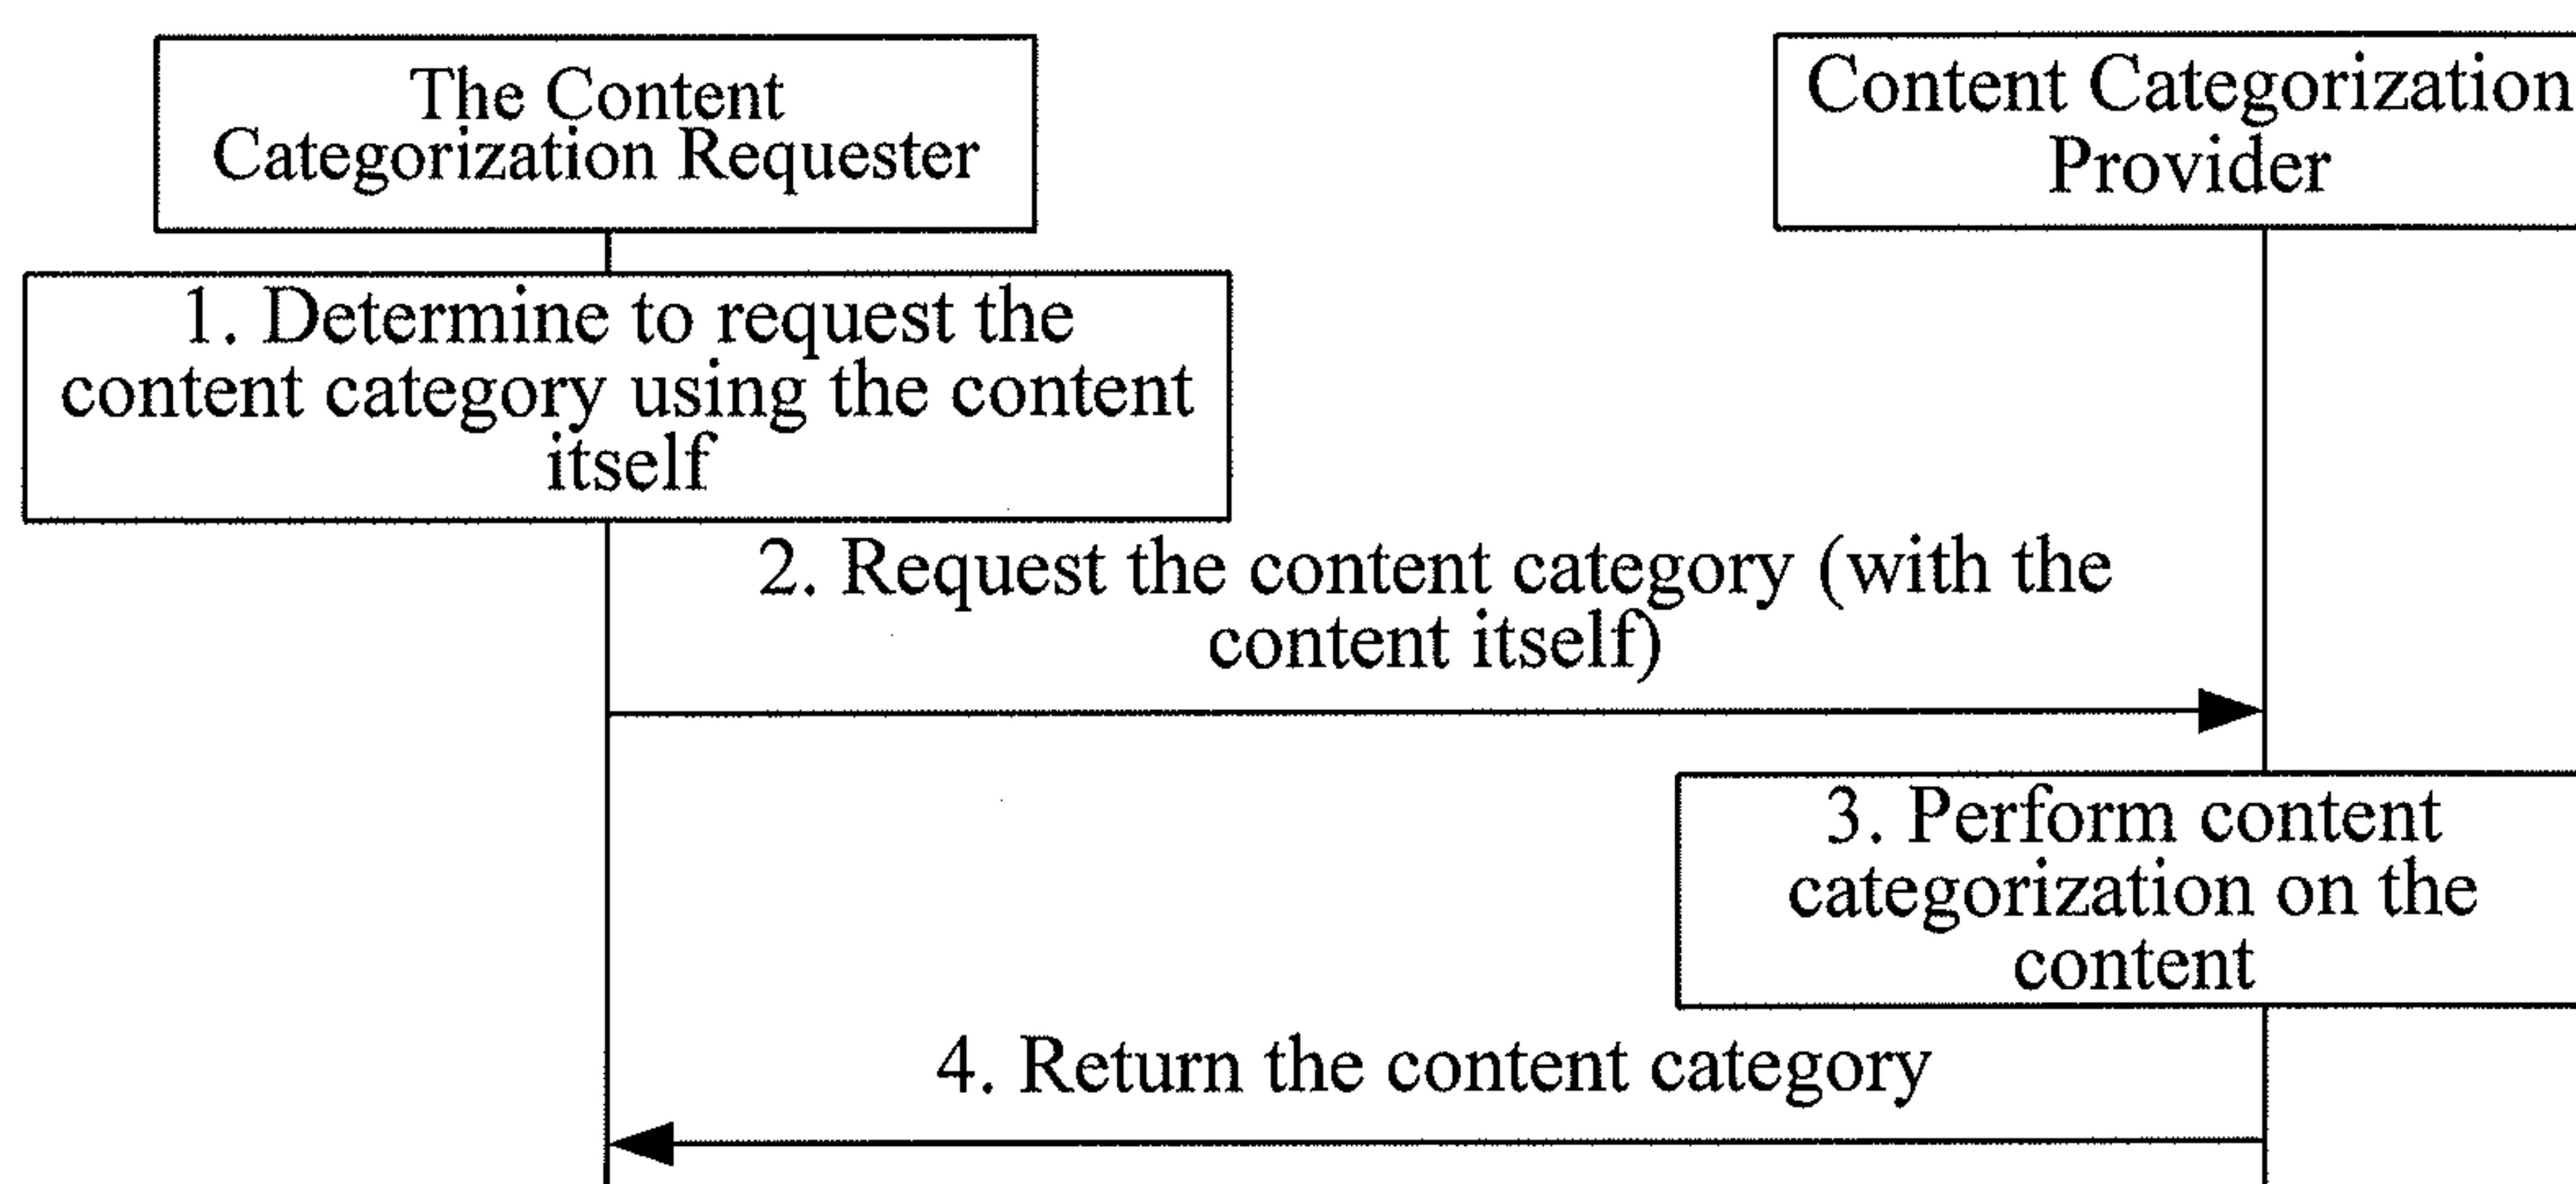 The Content
Categorization Requester
Content Categorization
Provider
1. Determine to request the
content category using the content
itself
2. Request the content category (with the
content itself)
3. Perform content
categorization on the
content
4. Return the content category